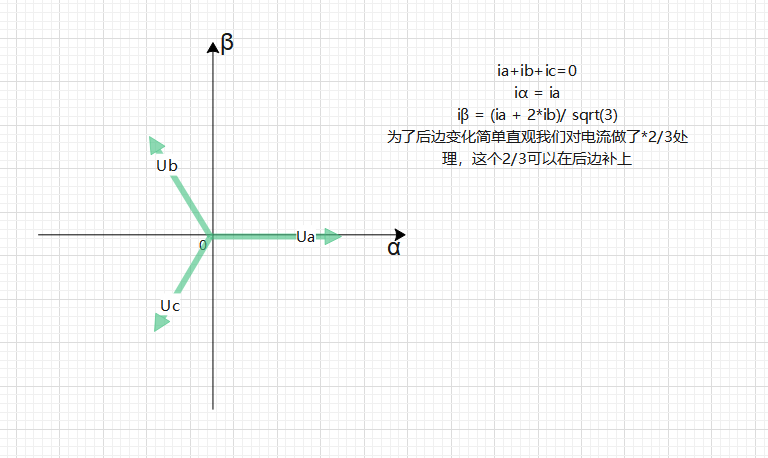 β
ia+ib+ic=0
iα = ia
iβ = (ia + 2*ib)/ sqrt(3)
为了后边变化简单直观我们对电流做了*2/3处
理，这个2/3可以在后边补上
Ub
Ua
0
α
Uc